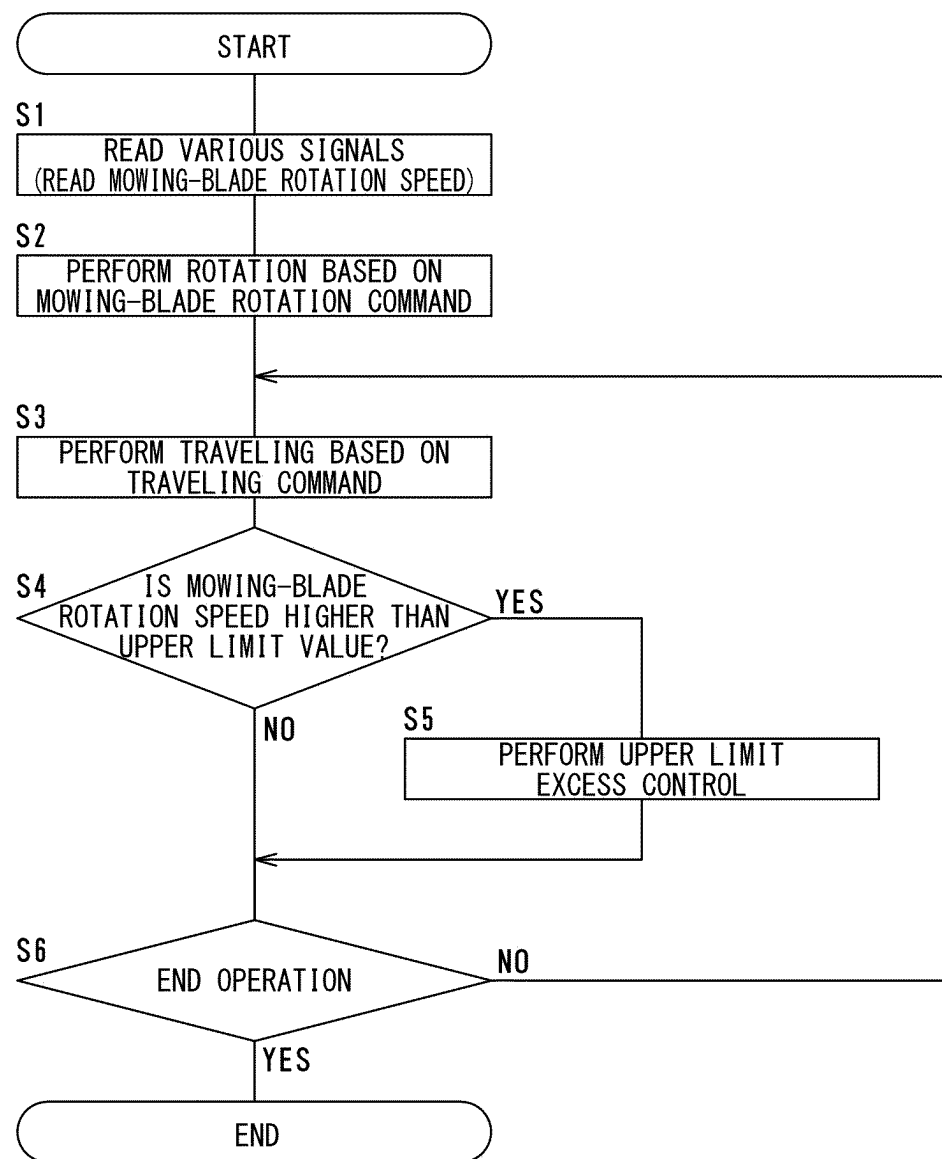 START
S1
READ VARIOUS SIGNALS
(READ MOWING-BLADE ROTATION SPEED)
S2
PERFORM ROTATION BASED ON
MOWING-BLADE ROTATION COMMAND
S3
PERFORM TRAVELING BASED ON
TRAVELING COMMAND
S4
IS MOWING-BLADE
ROTATION SPEED HIGHER THAN
UPPER LIMIT VALUE?
YES
NO
S5
PERFORM UPPER LIMIT
EXCESS CONTROL
S6
END OPERATION
NO
YES
END